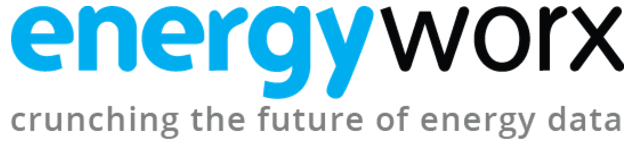 energyworx
crunching the future of energy data